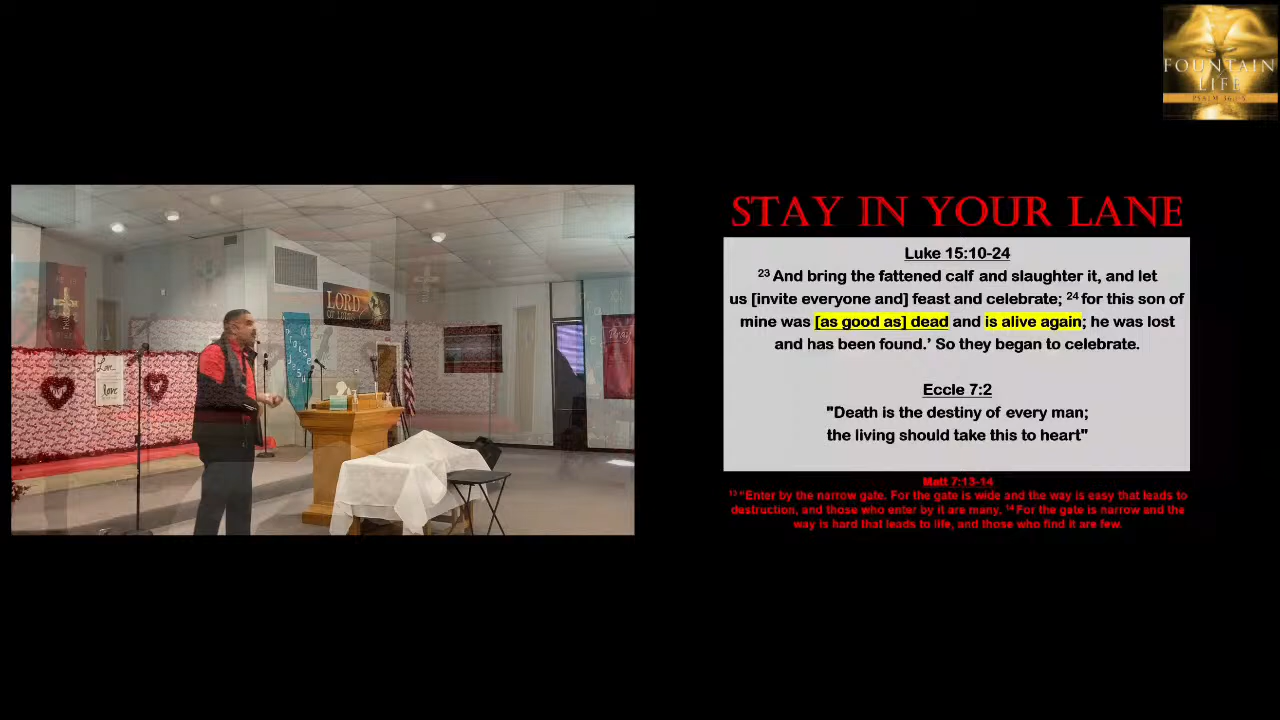 FOUNTAIN
of
LIFE
STAY IN YOUR LANE
Luke 15:10-24
23 And bring the fattened calf and slaughter it, and let
us [invite everyone and] feast and celebrate; 24 for this son of
mine was [as good as] dead and is alive again; he was lost
and has been found.’ So they began to celebrate.
Eccle 7:2
"Death is the destiny of every man;
the living should take this to heart"
Matt 7:13-14
13 “Enter by the narrow gate. For the gate is wide and the way is easy that leads to
destruction, and those who enter by it are many. 14 For the gate is narrow and the
way is hard that leads to life, and those who find it are few.
LORD
OF LORDS
Praise
Jesus
Love
love